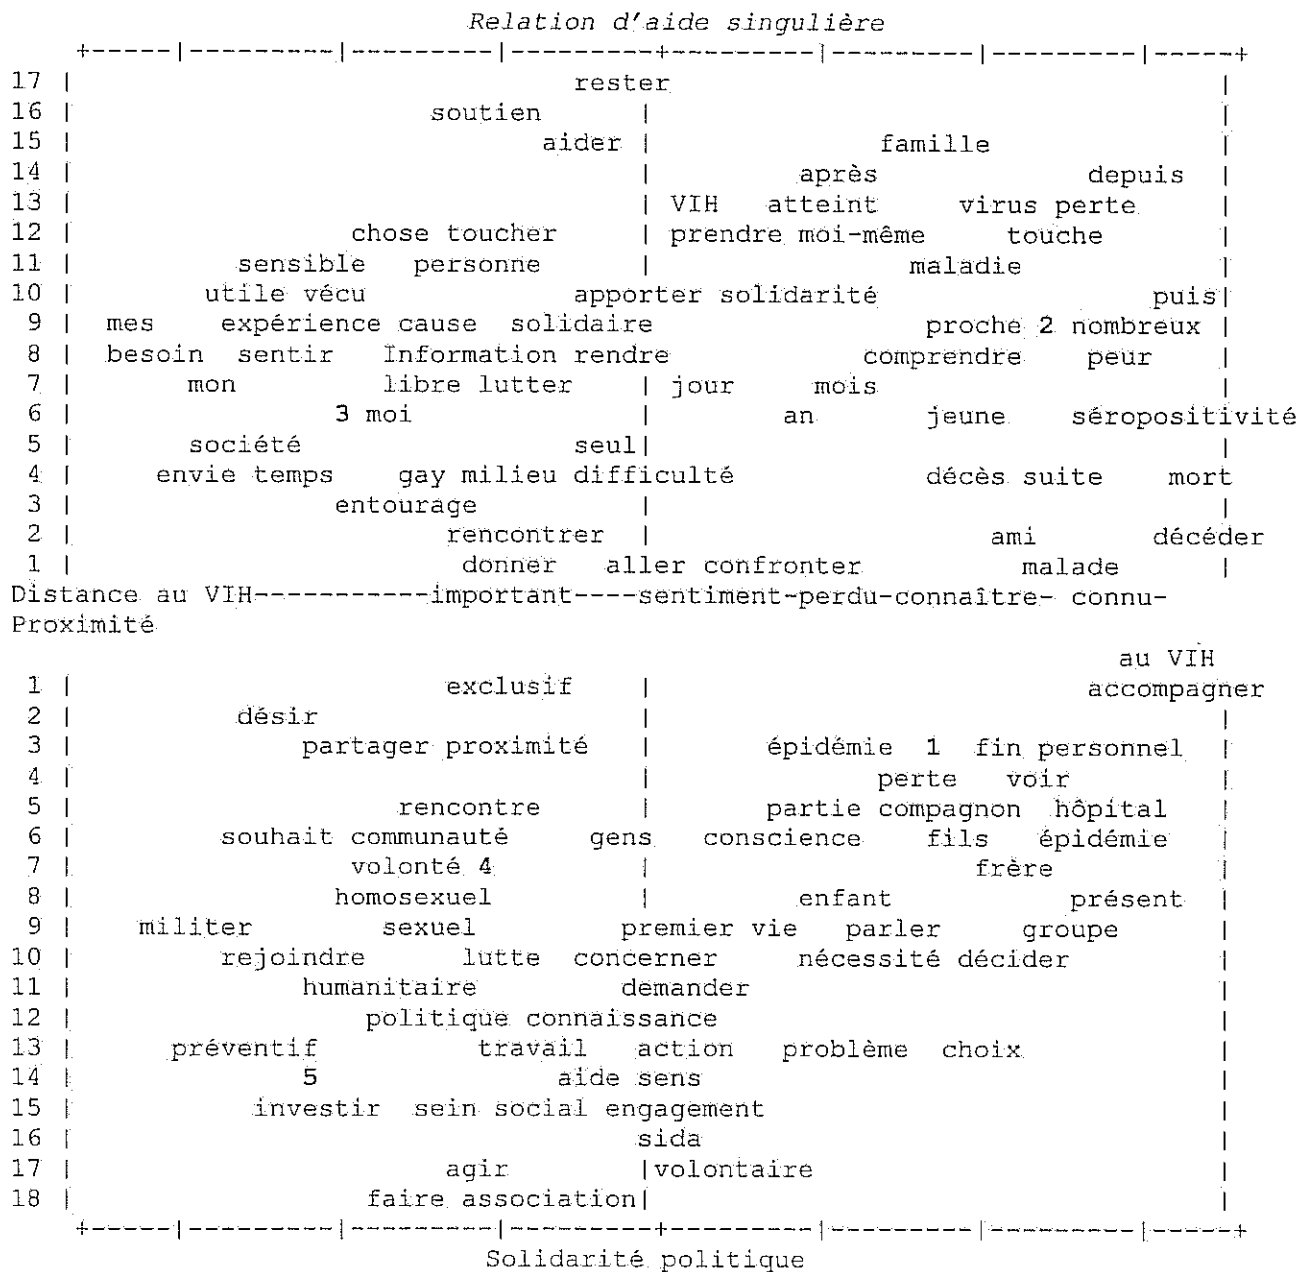 Relation d'aide singulière
+-----|---------|---------|---------+---------|---------|---------|-----+
17 | rester |
16 | soutien | |
15 | aider | famille |
14 | | après depuis |
13 | | VIH atteint virus perte |
12 | chose toucher | prendre moi-même touche |
11 | sensible personne | maladie |
10 | utile vécu apporter solidarité puis|
9 | mes expérience cause solidaire proche 2 nombreux |
8 | besoin sentir Information rendre comprendre peur |
7 | mon libre lutter | jour mois |
6 | 3 moi | an jeune séropositivité
5 | société seul| |
4 | envie temps gay milieu difficulté décès suite mort
3 | entourage | |
2 | rencontrer | ami décéder
1 | donner aller confronter malade |
Distance au VIH-----------important----sentiment-perdu-connaître- connu-
Proximité
au VIH
1 | exclusif | accompagner
2 | désir | |
3 | partager proximité | épidémie 1 fin personnel |
4 | | perte voir |
5 | rencontre | partie compagnon hôpital |
6 | souhait communauté gens conscience fils épidémie |
7 | volonté 4 | frère |
8 | homosexuel | enfant présent |
9 | militer sexuel premier vie parler groupe |
10 | rejoindre lutte concerner nécessité décider |
11 | humanitaire demander |
12 | politique connaissance |
13 | préventif travail action problème choix |
14 | 5 aide sens |
15 | investir sein social engagement |
16 | sida |
17 | agir |volontaire |
18 | faire association| |
+-----|---------|---------|---------+---------|---------|---------|-----+
Solidarité politique